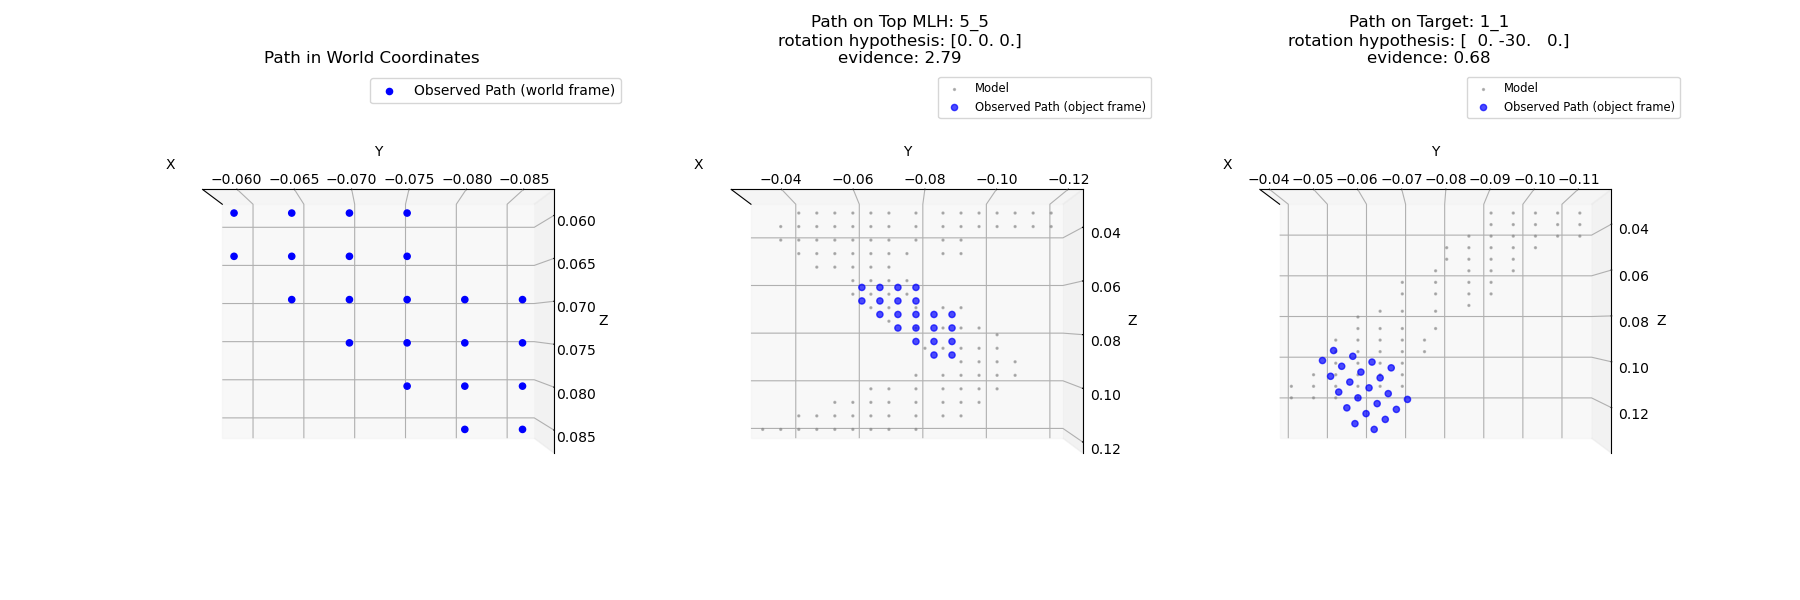 Path in World Coordinates
Observed Path (world frame)
X
Y
−0.060 −0.065 −0.070 −0.075 −0.080 −0.085
0.060
0.065
0.070
Z
0.075
0.080
0.085
Path on Top MLH: 5_5
rotation hypothesis: [0. 0. 0.]
evidence: 2.79
Model
Observed Path (object frame)
X
Y
−0.04 −0.06 −0.08 −0.10 −0.12
0.04
0.06
Z
0.08
0.10
0.12
Path on Target: 1_1
rotation hypothesis: [  0. -30.   0.]
evidence: 0.68
Model
Observed Path (object frame)
X
Y
−0.04 −0.05 −0.06 −0.07 −0.08 −0.09 −0.10 −0.11
0.04
0.06
0.08 Z
0.10
0.12